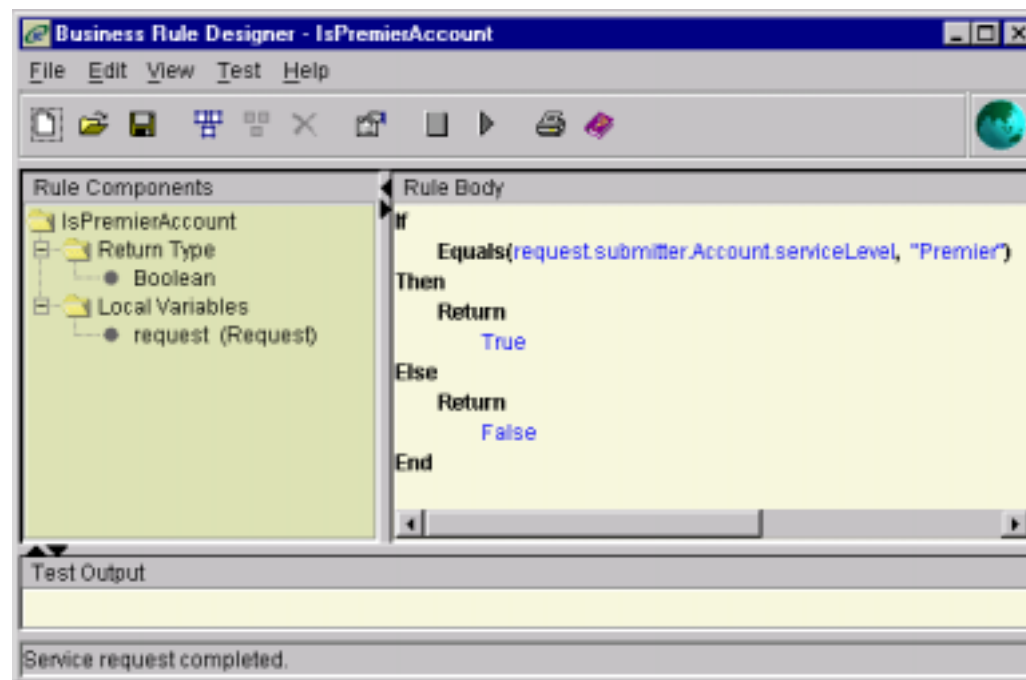 Business Rule Designer - IsPremierAccount
File Edit View Test Help
Rule Components
IsPremierAccount
Return Type
Boolean
Local Variables
request (Request)
Rule Body
If
Equals(request.submitter.Account.serviceLevel, "Premier")
Then
Return
True
Else
Return
False
End
Test Output
Service request completed.